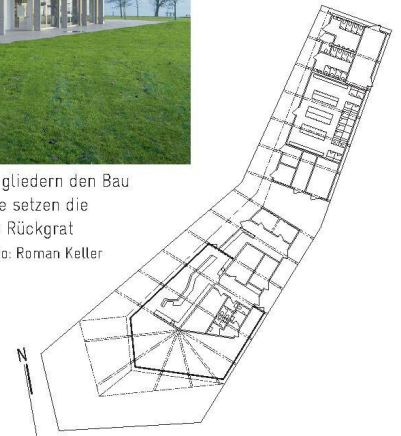 gliedern den Bau
e setzen die
Rückgrat
o: Roman Keller
N